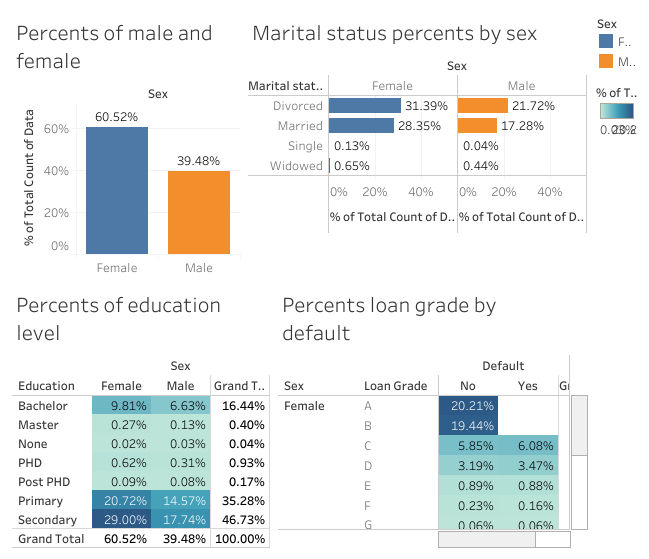 Percents of male and
female
Sex
% of Total Count of Data
60%
40%
20%
0%
60.52%
39.48%
Female
Male
Marital status percents by sex
Sex
Marital stat..
Female
Male
Divorced
31.39%
21.72%
Married
28.35%
17.28%
Single
0.13%
0.04%
Widowed
0.65%
0.44%
0%
20%
40%
0%
20%
40%
% of Total Count of D..
% of Total Count of D..
Sex
F..
M..
% of T..
Percents of education
level
Sex
Education
Female
Male
Grand T..
Bachelor
9.81%
6.63%
16.44%
Master
0.27%
0.13%
0.40%
None
0.02%
0.03%
0.04%
PHD
0.62%
0.31%
0.93%
Post PHD
0.09%
0.08%
0.17%
Primary
20.72%
14.57%
35.28%
Secondary
29.00%
17.74%
46.73%
Grand Total
60.52%
39.48%
100.00%
Percents loan grade by
default
Default
Sex
Loan Grade
No
Yes
Female
A
20.21%
B
19.44%
C
5.85%
6.08%
D
3.19%
3.47%
E
0.89%
0.88%
F
0.23%
0.16%
G
0.06%
0.06%